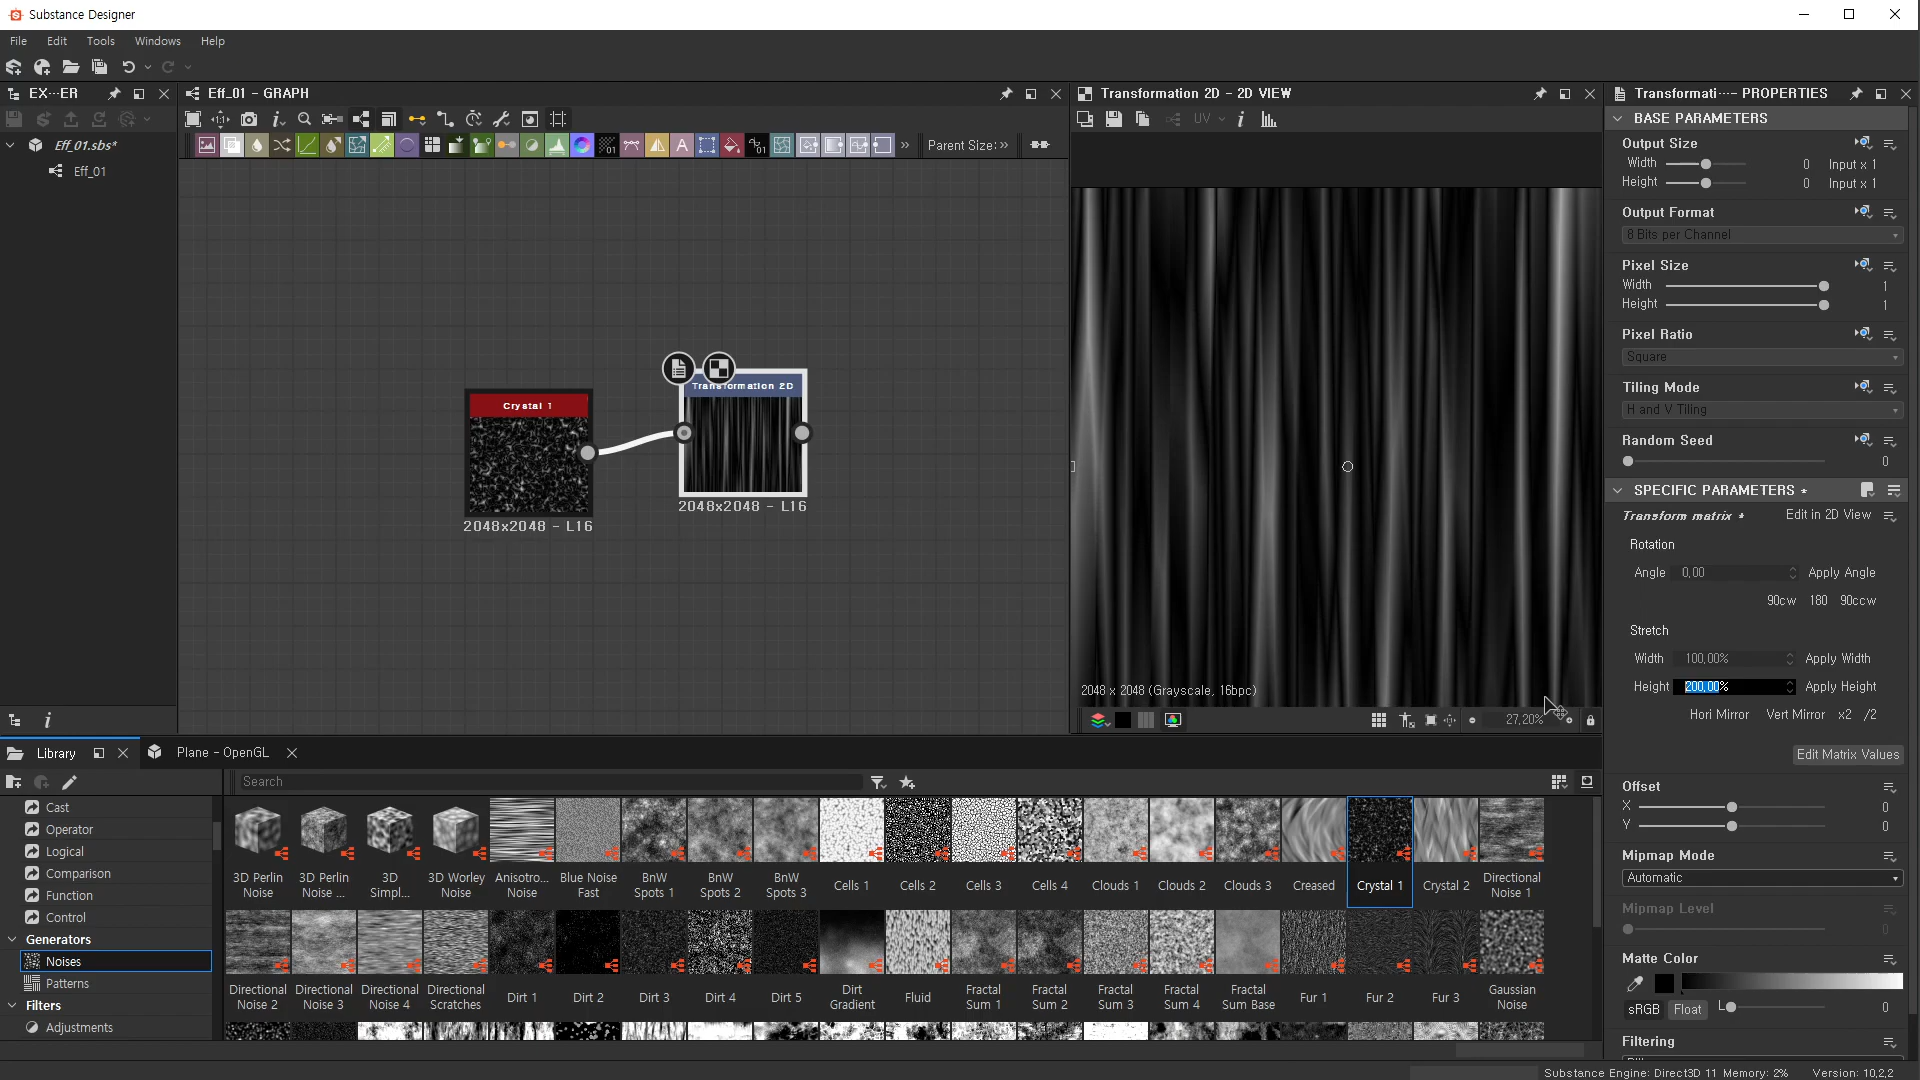 Substance Designer
File Edit Tools Windows Help
EX···ER
Eff_01 - GRAPH
Transformation 2D - 2D VIEW
Transformati···- PROPERTIES
UV
Parent Size:
Eff_01.sbs*
Eff_01
Crystal 1
2048x2048 - L16
Transformation 2D
2048x2048 - L16
2048 x 2048 (Grayscale, 16bpc)
27,20%
BASE PARAMETERS
Output Size
Width 0 Input x 1
Height 0 Input x 1
Output Format
8 Bits per Channel
Pixel Size
Width 1
Height 1
Pixel Ratio
Square
Tiling Mode
H and V Tiling
Random Seed
0
SPECIFIC PARAMETERS *
Transform matrix * Edit in 2D View
Rotation
Angle 0,00 Apply Angle
90cw 180 90ccw
Stretch
Width 100,00% Apply Width
Height 200,00% Apply Height
Hori Mirror Vert Mirror x2 /2
Edit Matrix Values
Offset
X 0
Y 0
Mipmap Mode
Automatic
Mipmap Level
0
Matte Color
sRGB Float L 0
Filtering
Library
Plane - OpenGL
Search
Cast
Operator
Logical
Comparison
Function
Control
Generators
Noises
Patterns
Filters
Adjustments
3D Perlin Noise
3D Perlin Noise ...
3D Simpl...
3D Worley Noise
Anisotro... Noise
Blue Noise Fast
BnW Spots 1
BnW Spots 2
BnW Spots 3
Cells 1
Cells 2
Cells 3
Cells 4
Clouds 1
Clouds 2
Clouds 3
Creased
Crystal 1
Crystal 2
Directional Noise 1
Directional Noise 2
Directional Noise 3
Directional Noise 4
Directional Scratches
Dirt 1
Dirt 2
Dirt 3
Dirt 4
Dirt 5
Dirt Gradient
Fluid
Fractal Sum 1
Fractal Sum 2
Fractal Sum 3
Fractal Sum 4
Fractal Sum Base
Fur 1
Fur 2
Fur 3
Gaussian Noise
Substance Engine: Direct3D 11 Memory: 2% Version: 10,2,2